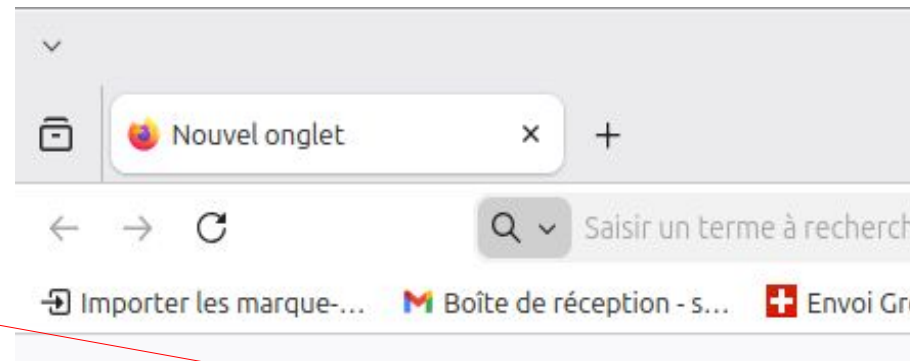 Nouvel onglet
Saisir un terme à recherch
Importer les marque-... Boîte de réception - s... Envoi Gr